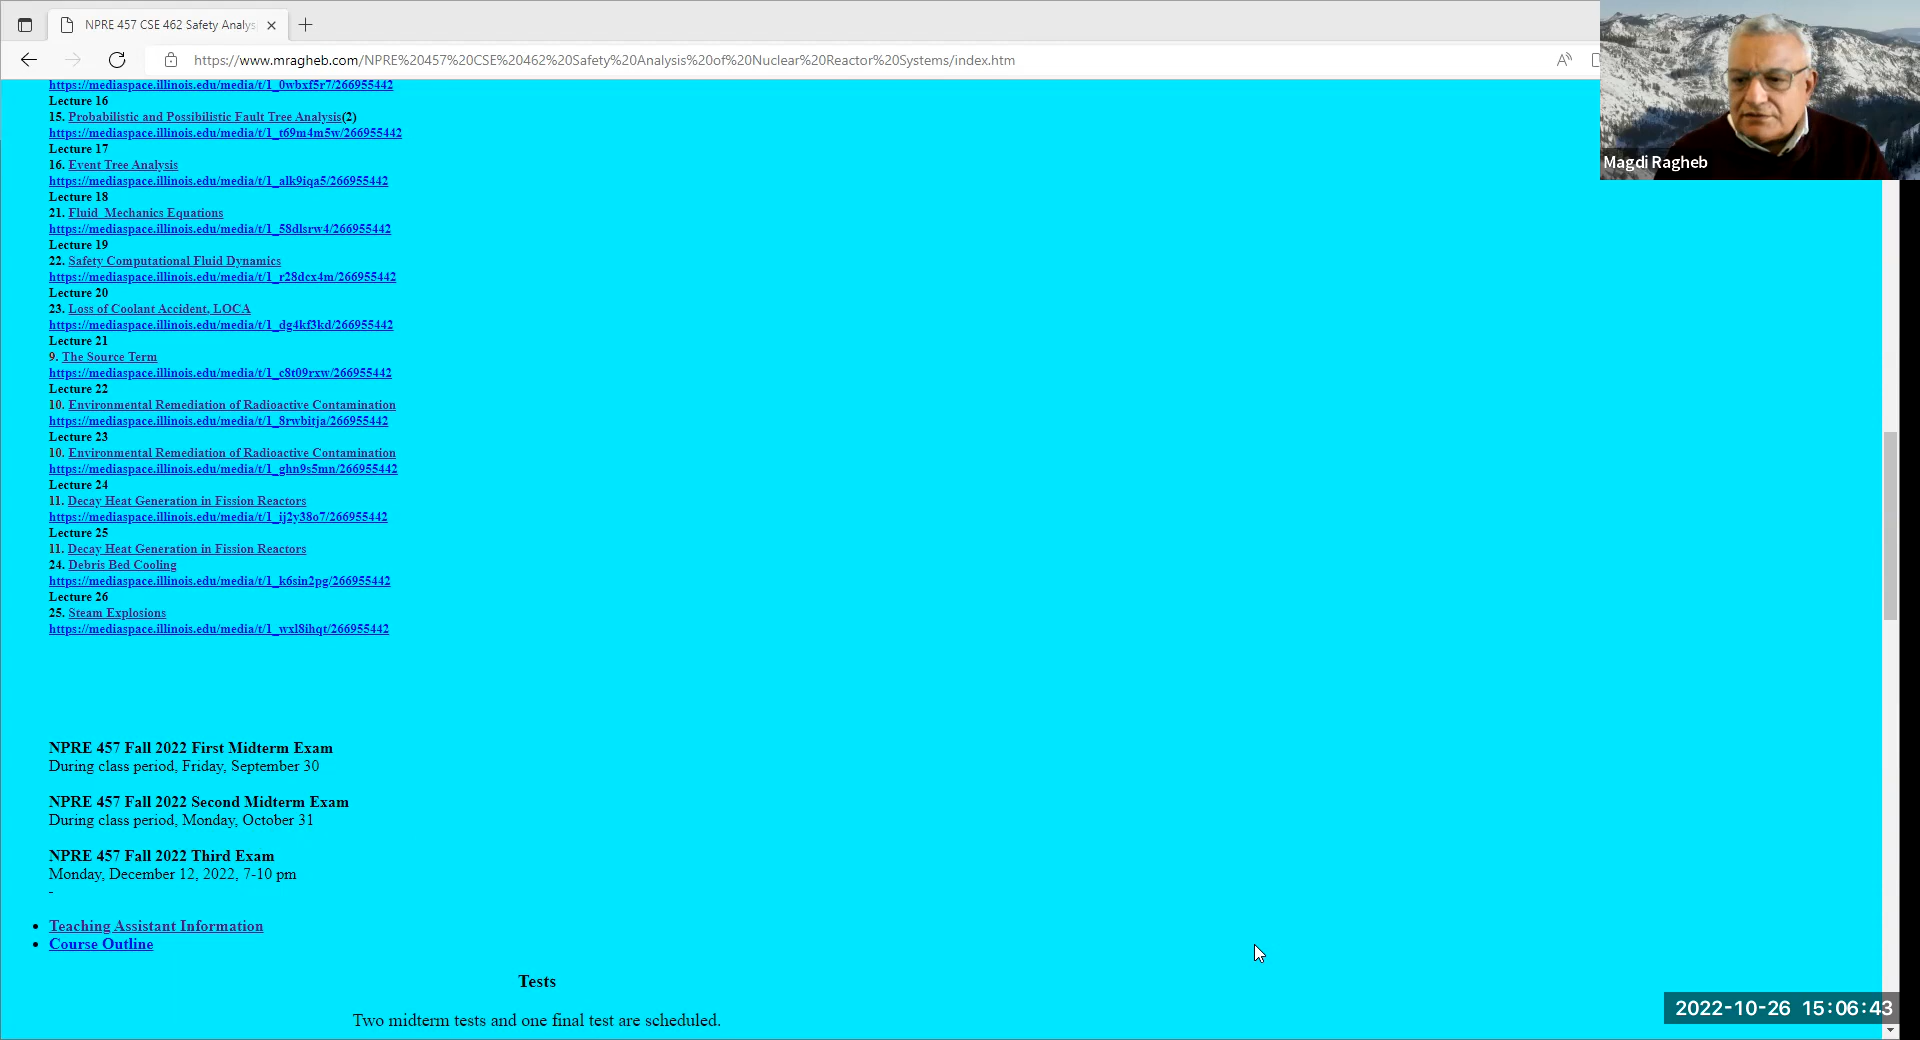 NPRE 457 CSE 462 Safety Analys
https://www.mragheb.com/NPRE%20457%20CSE%20462%20Safety%20Analysis%20of%20Nuclear%20Reactor%20Systems/index.htm
Magdi Ragheb
https://mediaspace.illinois.edu/media/t/1_0wbxf5r7/266955442
Lecture 16
15. Probabilistic and Possibilistic Fault Tree Analysis(2)
https://mediaspace.illinois.edu/media/t/1_t69m4m5w/266955442
Lecture 17
16. Event Tree Analysis
https://mediaspace.illinois.edu/media/t/1_alk9iqa5/266955442
Lecture 18
21. Fluid Mechanics Equations
https://mediaspace.illinois.edu/media/t/1_58dlsrw4/266955442
Lecture 19
22. Safety Computational Fluid Dynamics
https://mediaspace.illinois.edu/media/t/1_r28dcx4m/266955442
Lecture 20
23. Loss of Coolant Accident, LOCA
https://mediaspace.illinois.edu/media/t/1_dg4kf3kd/266955442
Lecture 21
9. The Source Term
https://mediaspace.illinois.edu/media/t/1_c8t09rxw/266955442
Lecture 22
10. Environmental Remediation of Radioactive Contamination
https://mediaspace.illinois.edu/media/t/1_8rwbitja/266955442
Lecture 23
10. Environmental Remediation of Radioactive Contamination
https://mediaspace.illinois.edu/media/t/1_ghn9s5mn/266955442
Lecture 24
11. Decay Heat Generation in Fission Reactors
https://mediaspace.illinois.edu/media/t/1_ij2y38o7/266955442
Lecture 25
11. Decay Heat Generation in Fission Reactors
24. Debris Bed Cooling
https://mediaspace.illinois.edu/media/t/1_k6sin2pg/266955442
Lecture 26
25. Steam Explosions
https://mediaspace.illinois.edu/media/t/1_wxl8ihqt/266955442
NPRE 457 Fall 2022 First Midterm Exam
During class period, Friday, September 30
NPRE 457 Fall 2022 Second Midterm Exam
During class period, Monday, October 31
NPRE 457 Fall 2022 Third Exam
Monday, December 12, 2022, 7-10 pm
-
• Teaching Assistant Information
• Course Outline
Tests
Two midterm tests and one final test are scheduled.
2022-10-26 15:06:43